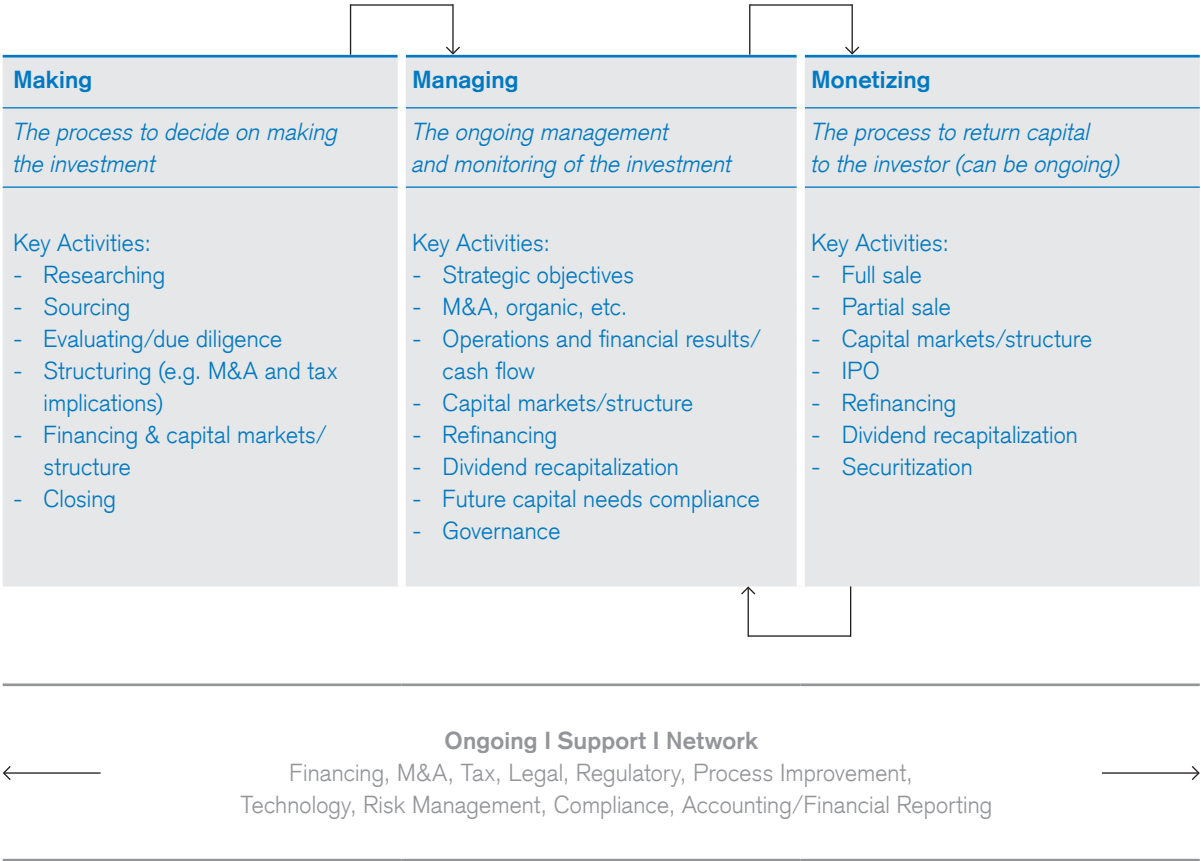 Making
The process to decide on making
the investment
Key Activities:
- Researching
- Sourcing
- Evaluating/due diligence
- Structuring (e.g. M&A and tax
implications)
- Financing & capital markets/
structure
- Closing
Managing
The ongoing management
and monitoring of the investment
Key Activities:
- Strategic objectives
- M&A, organic, etc.
- Operations and financial results/
cash flow
- Capital markets/structure
- Refinancing
- Dividend recapitalization
- Future capital needs compliance
- Governance
Monetizing
The process to return capital
to the investor (can be ongoing)
Key Activities:
- Full sale
- Partial sale
- Capital markets/structure
- IPO
- Refinancing
- Dividend recapitalization
- Securitization
Ongoing I Support I Network
Financing, M&A, Tax, Legal, Regulatory, Process Improvement,
Technology, Risk Management, Compliance, Accounting/Financial Reporting